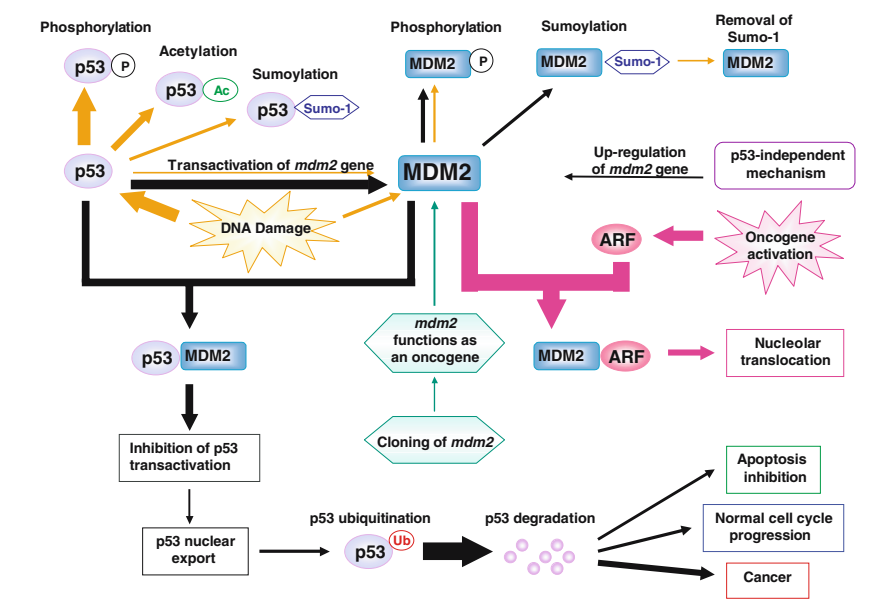 Phosphorylation
p53
P
Acetylation
p53
Ac
Sumoylation
p53
Sumo-1
Phosphorylation
MDM2
P
Sumoylation
MDM2
Sumo-1
Removal of
Sumo-1
MDM2
p53
Transactivation of mdm2 gene
MDM2
DNA Damage
Up-regulation
of mdm2 gene
p53-independent
mechanism
ARF
Oncogene
activation
p53
MDM2
mdm2
functions as
an oncogene
MDM2
ARF
Nucleolar
translocation
Cloning of mdm2
Inhibition of p53
transactivation
p53 nuclear
export
p53 ubiquitination
p53
Ub
p53 degradation
Apoptosis
inhibition
Normal cell cycle
progression
Cancer